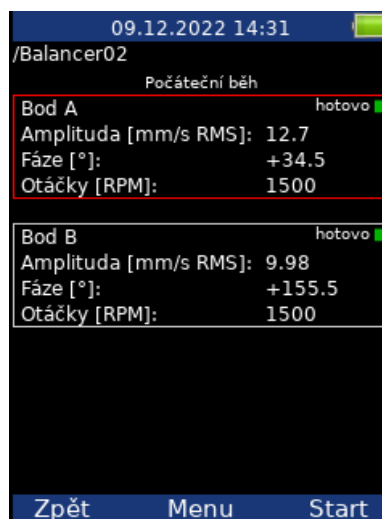 09.12.2022 14:31
/Balancer02
Počáteční běh
Bod A hotovo
Amplituda [mm/s RMS]: 12.7
Fáze [°]: +34.5
Otáčky [RPM]: 1500
Bod B hotovo
Amplituda [mm/s RMS]: 9.98
Fáze [°]: +155.5
Otáčky [RPM]: 1500
Zpět Menu Start